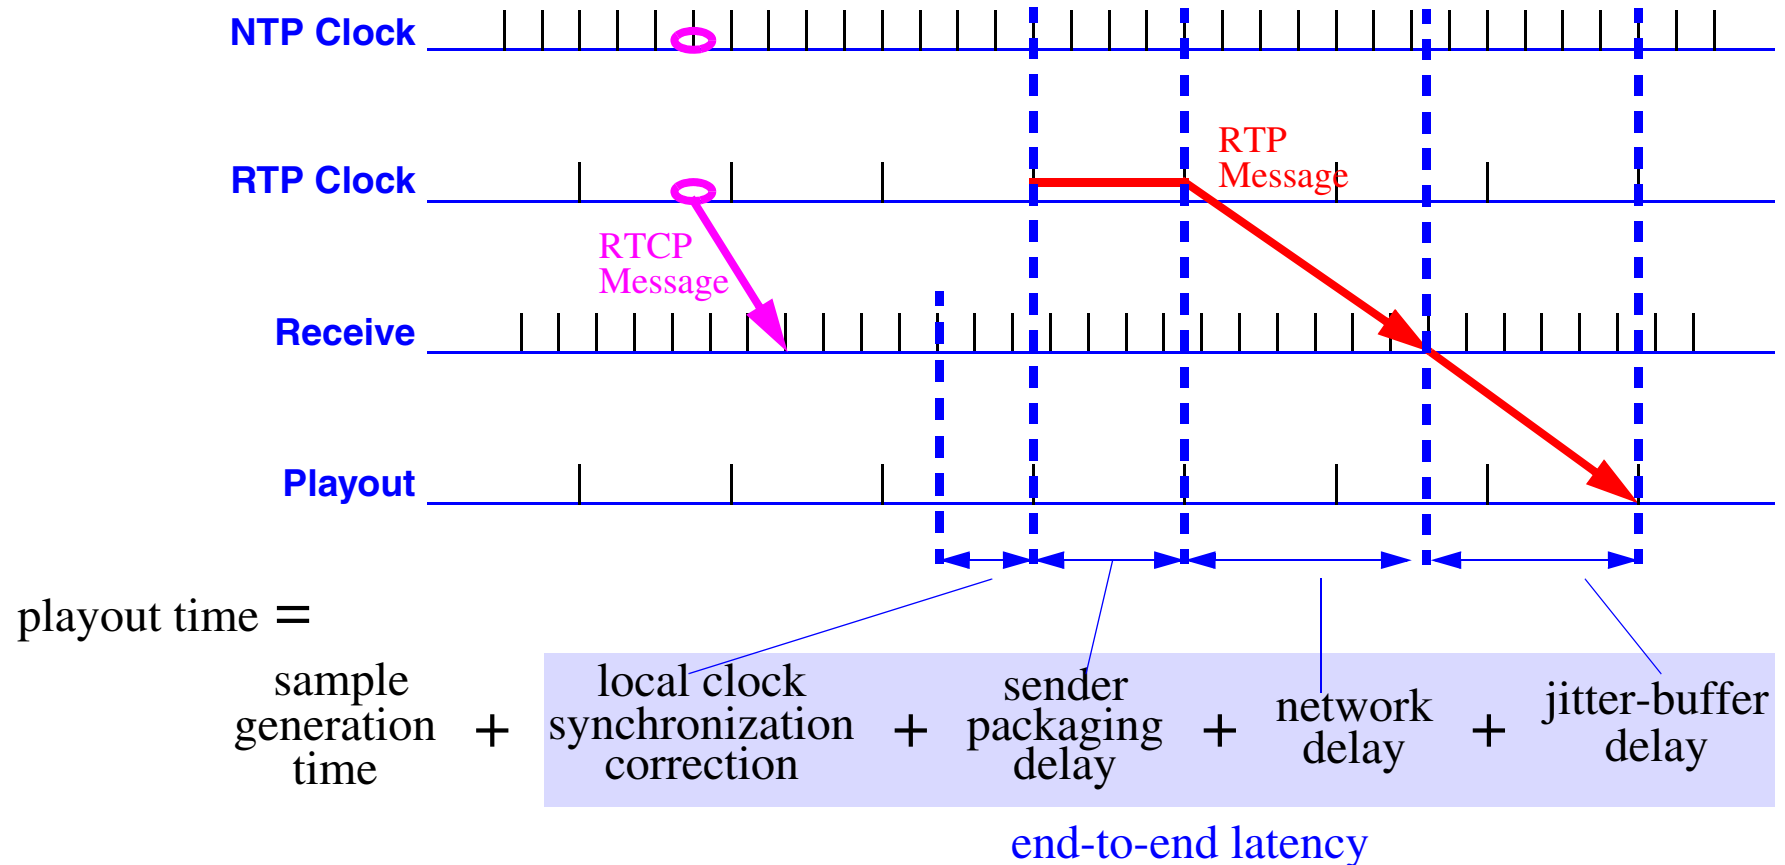 NTP Clock
RTP Clock
RTP
Message
RTCP
Message
Receive
Playout
playout time =
sample
generation
time
+
local clock
synchronization
correction
+
sender
packaging
delay
+
network
delay
+
jitter-buffer
delay
end-to-end latency